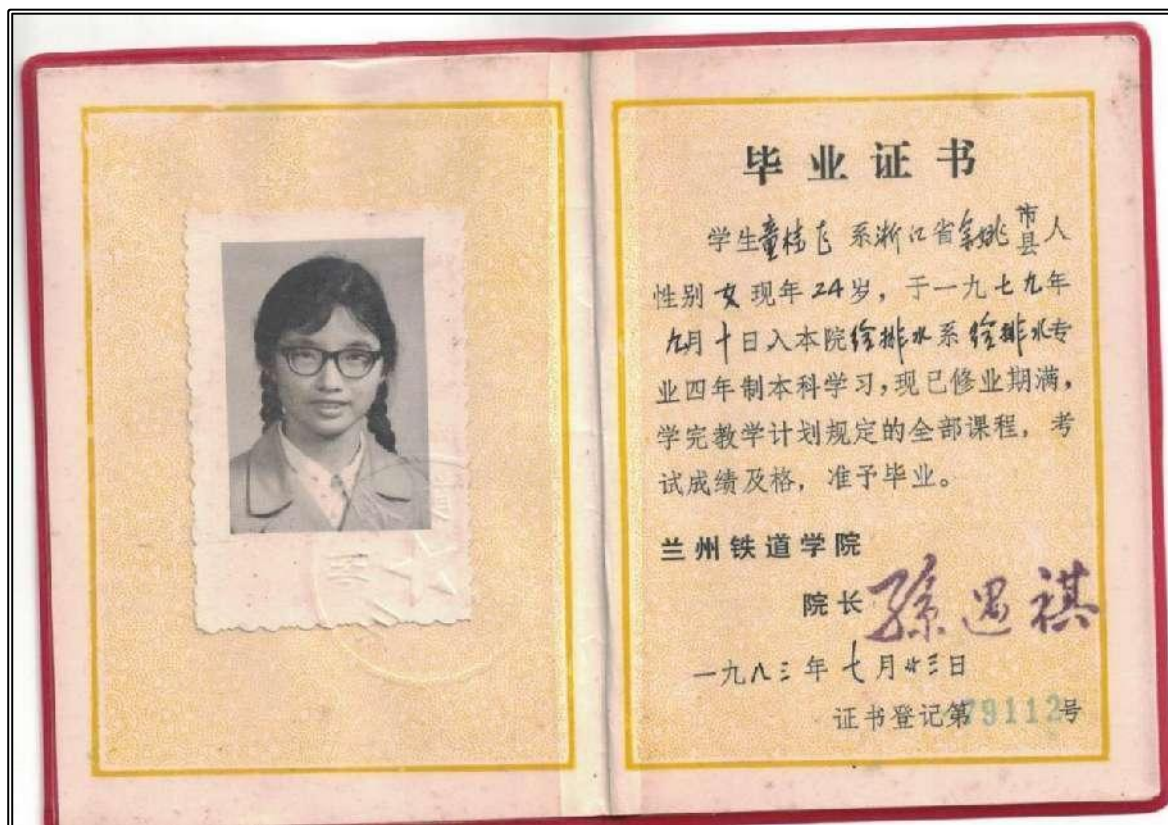 毕业证书
学生童桂飞 系浙江省余姚市县人
性别 女 现年 24 岁，于一九七九年
九月十日入本院给排水系 给排水专
业四年制本科学习，现已修业期满，
学完教学计划规定的全部课程，考
试成绩及格，准予毕业。
兰州铁道学院
院长 孙遇祺
一九八三年 七月廿三日
证书登记第79112号